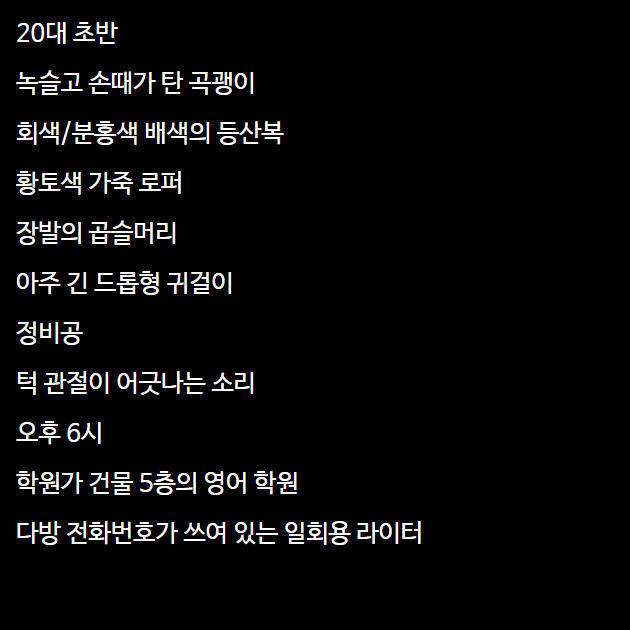 20대 초반
녹슬고 손때가 탄 곡괭이
회색/분홍색 배색의 등산복
황토색 가죽 로퍼
장발의 곱슬머리
아주 긴 드롭형 귀걸이
정비공
턱 관절이 어긋나는 소리
오후 6시
학원가 건물 5층의 영어 학원
다방 전화번호가 쓰여 있는 일회용 라이터